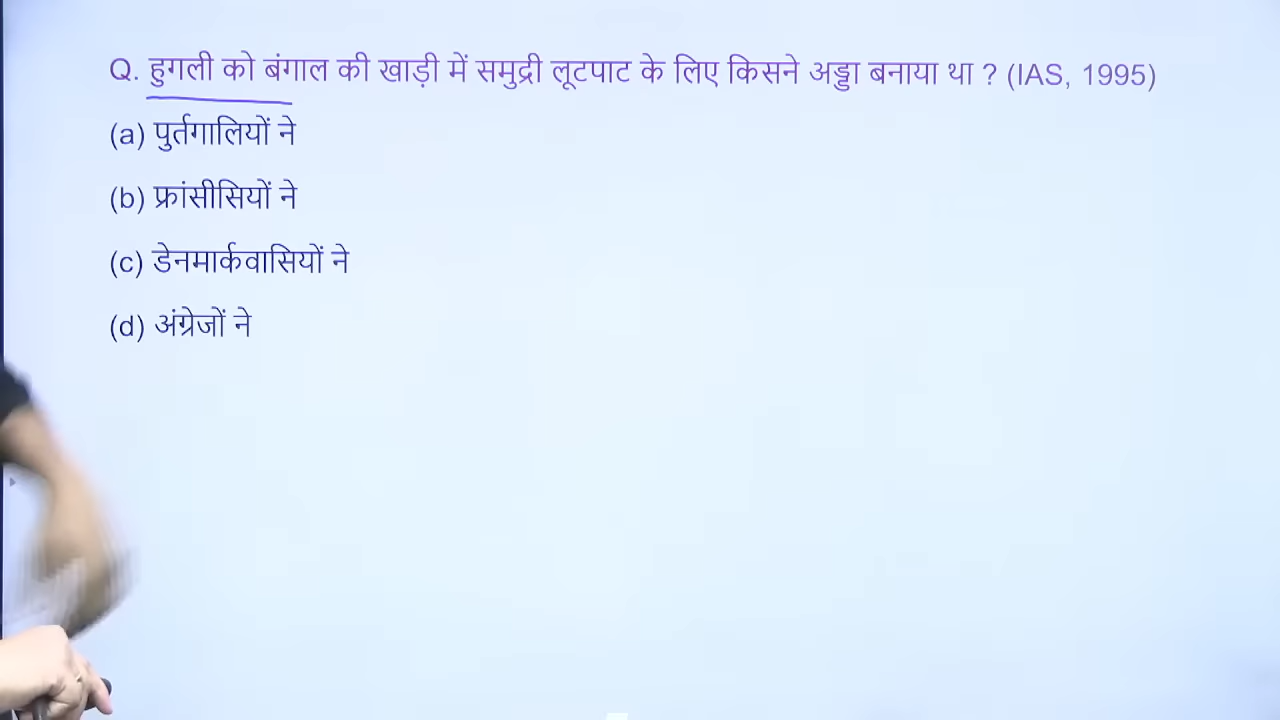 Q. हुगली को बंगाल की खाड़ी में समुद्री लूटपाट के लिए किसने अड्डा बनाया था ? (IAS, 1995)
(a) पुर्तगालियों ने
(b) फ्रांसीसियों ने
(c) डेनमार्कवासियों ने
(d) अंग्रेजों ने